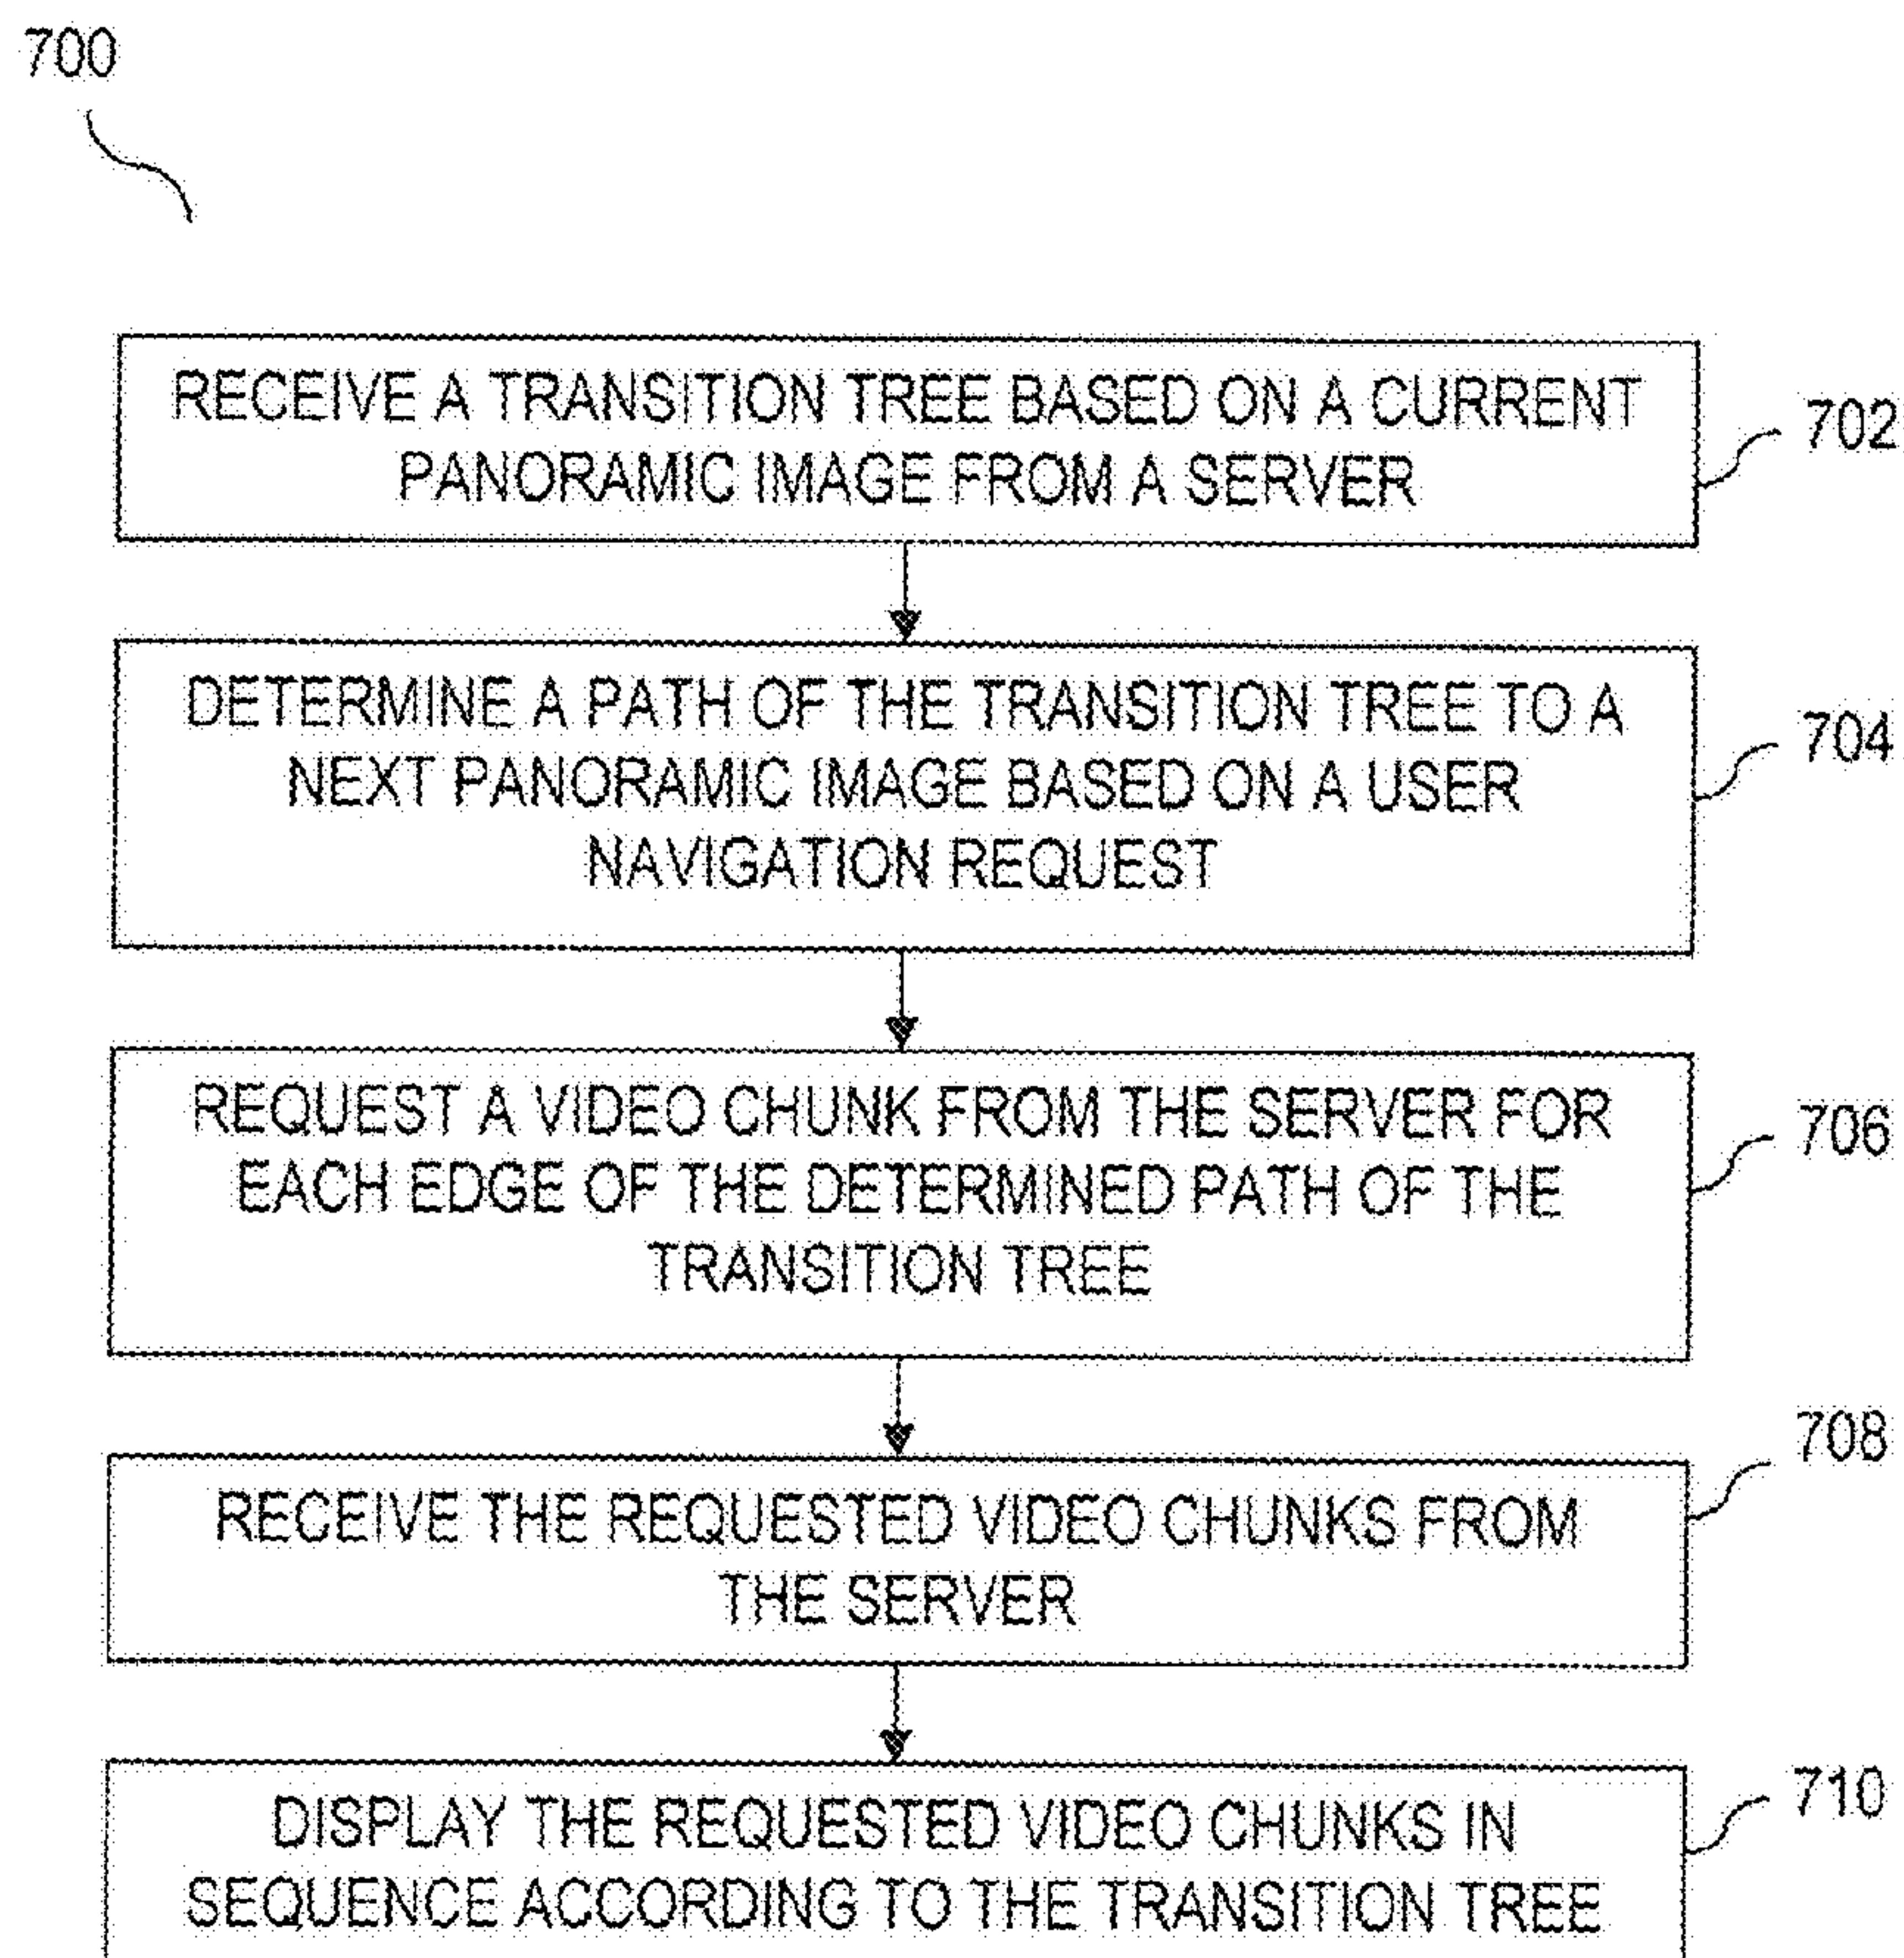 700
RECEIVE A TRANSITION TREE BASED ON A CURRENT
PANORAMIC IMAGE FROM A SERVER
702
DETERMINE A PATH OF THE TRANSITION TREE TO A
NEXT PANORAMIC IMAGE BASED ON A USER
NAVIGATION REQUEST
704
REQUEST A VIDEO CHUNK FROM THE SERVER FOR
EACH EDGE OF THE DETERMINED PATH OF THE
TRANSITION TREE
706
RECEIVE THE REQUESTED VIDEO CHUNKS FROM
THE SERVER
708
DISPLAY THE REQUESTED VIDEO CHUNKS IN
SEQUENCE ACCORDING TO THE TRANSITION TREE
710